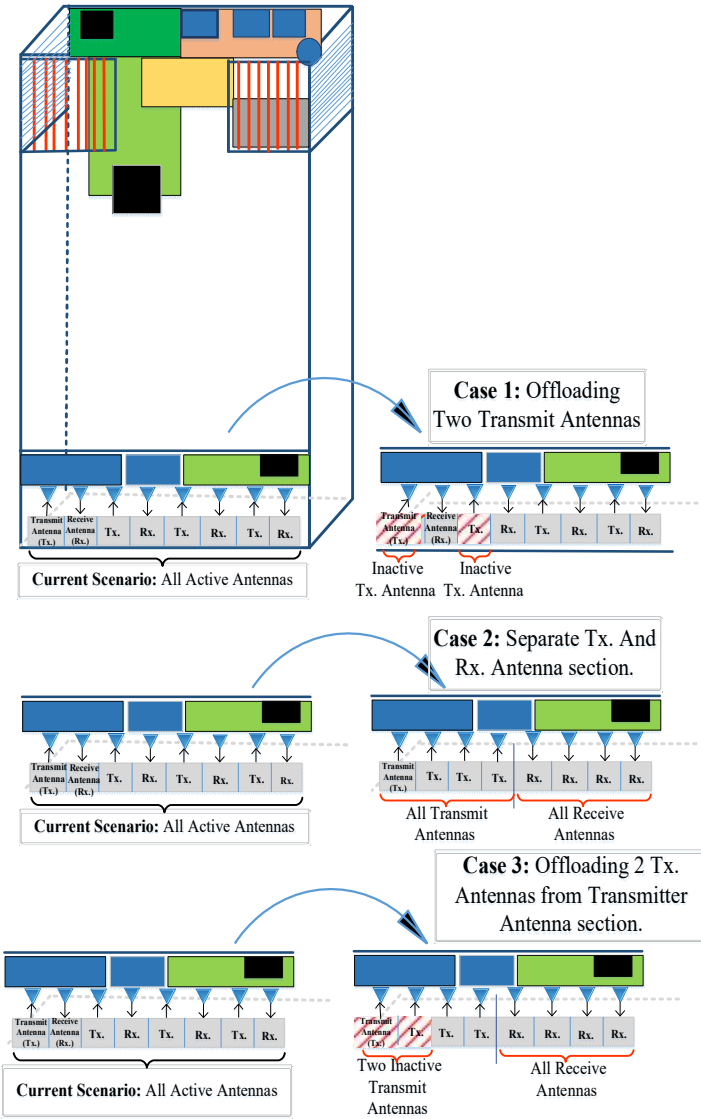 Case 1: Offloading
Two Transmit Antennas
Transmit
Antenna
(Tx.)
Receive
Antenna
(Rx.)
Tx.
Rx.
Tx.
Rx.
Tx.
Rx.
Current Scenario: All Active Antennas
Transmit
Antenna
(Tx.)
Receive
Antenna
(Rx.)
Tx.
Rx.
Tx.
Rx.
Tx.
Rx.
Inactive
Tx. Antenna
Inactive
Tx. Antenna
Case 2: Separate Tx. And
Rx. Antenna section.
Transmit
Antenna
(Tx.)
Receive
Antenna
(Rx.)
Tx.
Rx.
Tx.
Rx.
Tx.
Rx.
Current Scenario: All Active Antennas
Transmit
Antenna
(Tx.)
Tx.
Tx.
Tx.
Rx.
Rx.
Rx.
Rx.
All Transmit
Antennas
All Receive
Antennas
Case 3: Offloading 2 Tx.
Antennas from Transmitter
Antenna section.
Transmit
Antenna
(Tx.)
Receive
Antenna
(Rx.)
Tx.
Rx.
Tx.
Rx.
Tx.
Rx.
Current Scenario: All Active Antennas
Transmit
Antenna
(Tx.)
Tx.
Tx.
Tx.
Rx.
Rx.
Rx.
Rx.
Two Inactive
Transmit
Antennas
All Receive
Antennas